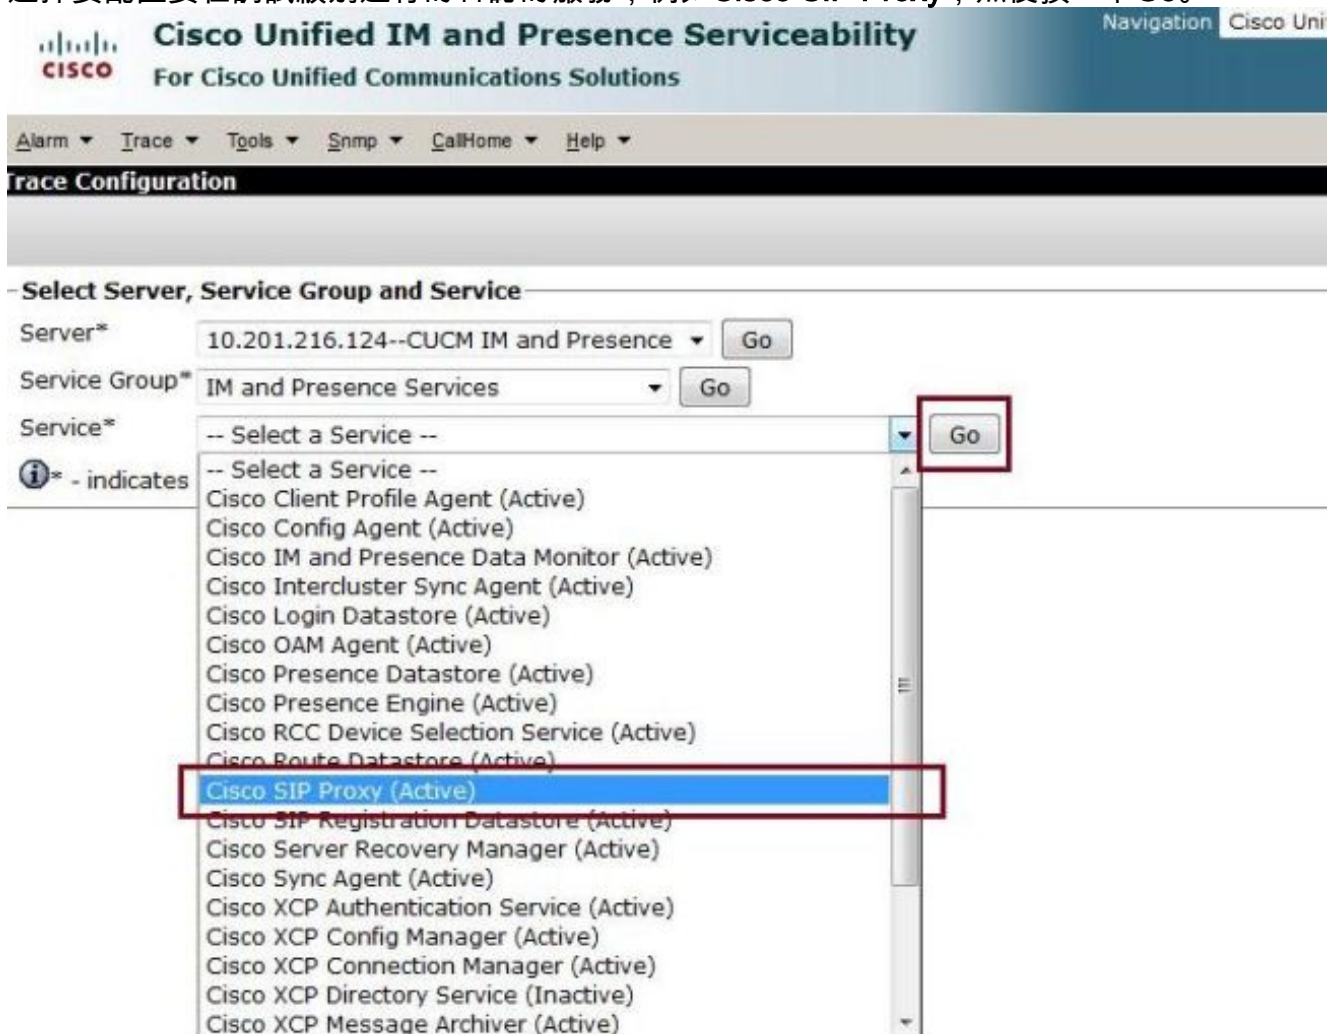 Cisco SIP Proxy
Go。
Navigation Cisco Uni
Cisco Unified IM and Presence Serviceability
CISCO
For Cisco Unified Communications Solutions
Alarm Trace Tools Snmp CallHome Help
Trace Configuration
Select Server, Service Group and Service
Server* 10.201.216.124--CUCM IM and Presence Go
Service Group* IM and Presence Services Go
Service* -- Select a Service -- Go
* - indicates
-- Select a Service --
Cisco Client Profile Agent (Active)
Cisco Config Agent (Active)
Cisco IM and Presence Data Monitor (Active)
Cisco Intercluster Sync Agent (Active)
Cisco Login Datastore (Active)
Cisco OAM Agent (Active)
Cisco Presence Datastore (Active)
Cisco Presence Engine (Active)
Cisco RCC Device Selection Service (Active)
Cisco Route Datastore (Active)
Cisco SIP Proxy (Active)
Cisco SIP Registration Datastore (Active)
Cisco Server Recovery Manager (Active)
Cisco Sync Agent (Active)
Cisco XCP Authentication Service (Active)
Cisco XCP Config Manager (Active)
Cisco XCP Connection Manager (Active)
Cisco XCP Directory Service (Inactive)
Cisco XCP Message Archiver (Active)